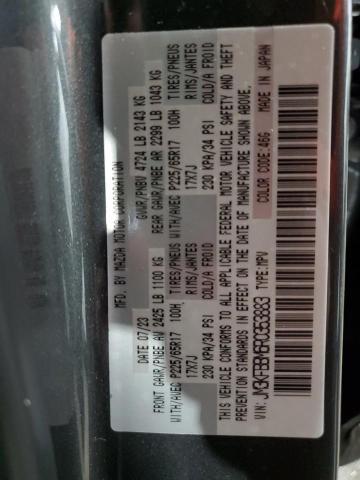 MFD. BY MAZDA MOTOR CORPORATION
DATE 07/23 GVWR/PNBV 4724 LB 2143 KG
FRONT GAWR/PNBE AV 2425 LB 1100 KG REAR GAWR/PNBE AR 2299 LB 1043 KG
WITH/AVEC P225/65R17 100H, TIRES/PNEUS WITH/AVEC P225/65R17 100H TIRES/PNEUS
17X7J RIMS/JANTES 17X7J RIMS/JANTES
230 KPA/34 PSI COLD/A FROID 230 KPA/34 PSI COLD/A FROID
THIS VEHICLE CONFORMS TO ALL APPLICABLE FEDERAL MOTOR VEHICLE SAFETY AND THEFT
PREVENTION STANDARDS IN EFFECT ON THE DATE OF MANUFACTURE SHOWN ABOVE.
VIN: TYPE:MPV COLOR CODE:46G MADE IN JAPAN